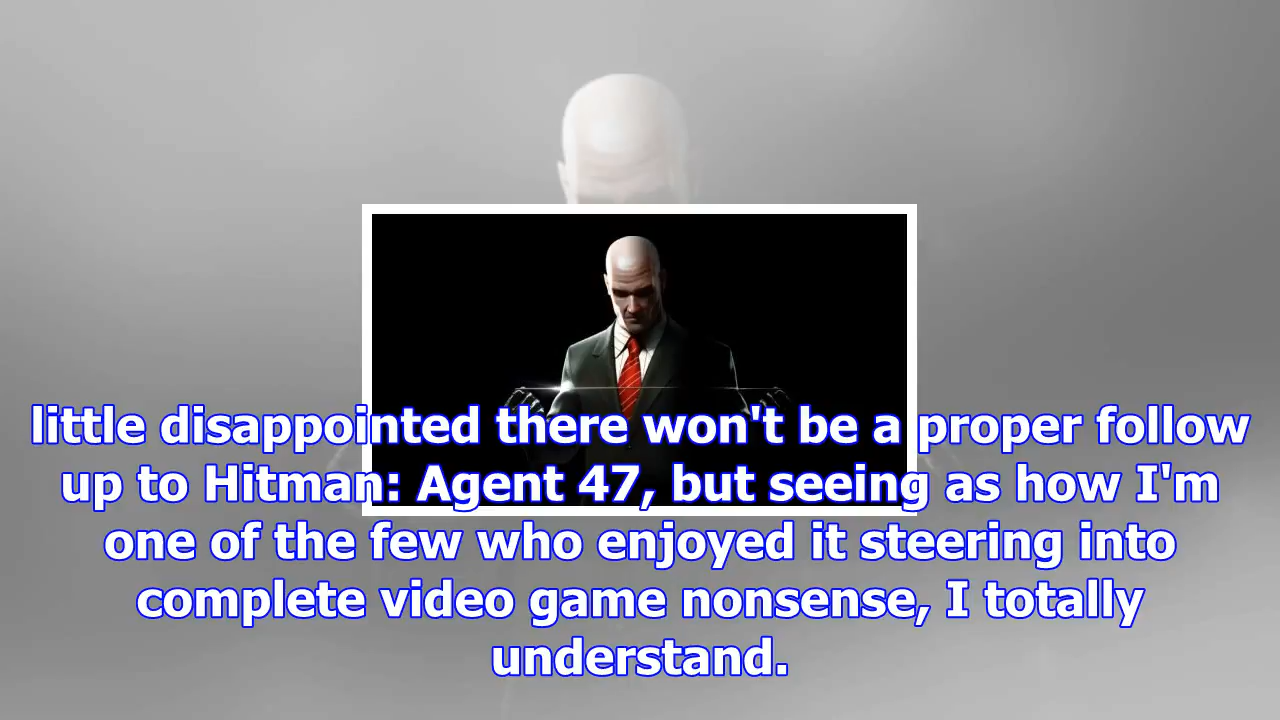 little disappointed there won't be a proper follow
up to Hitman: Agent 47, but seeing as how I'm
one of the few who enjoyed it steering into
complete video game nonsense, I totally
understand.